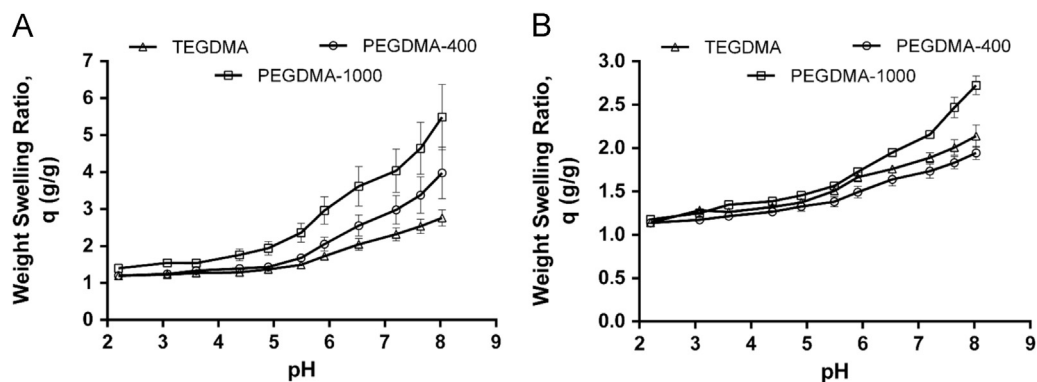 A
TEGDMA
PEGDMA-400
PEGDMA-1000
Weight Swelling Ratio,
q (g/g)
7
6
5
4
3
2
1
0
2 3 4 5 6 7 8 9
pH
B
TEGDMA
PEGDMA-400
PEGDMA-1000
Weight Swelling Ratio,
q (g/g)
3.0
2.5
2.0
1.5
1.0
0.5
0.0
2 3 4 5 6 7 8 9
pH